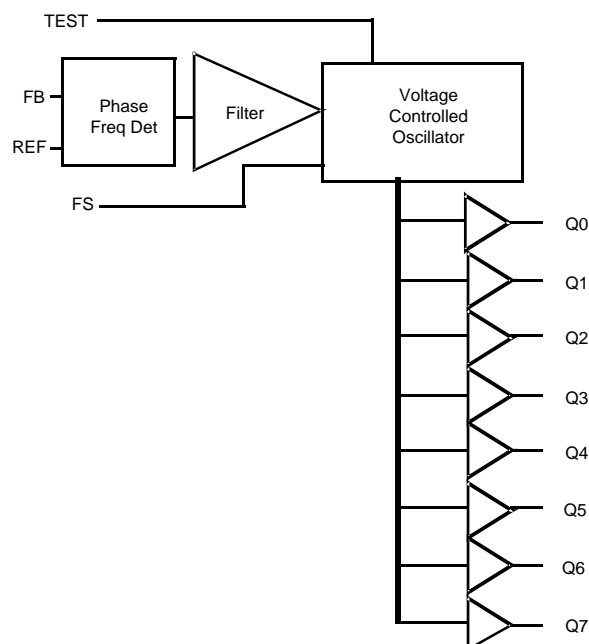 TEST
FB
REF
Phase
Freq Det
Filter
Voltage
Controlled
Oscillator
FS
Q0
Q1
Q2
Q3
Q4
Q5
Q6
Q7